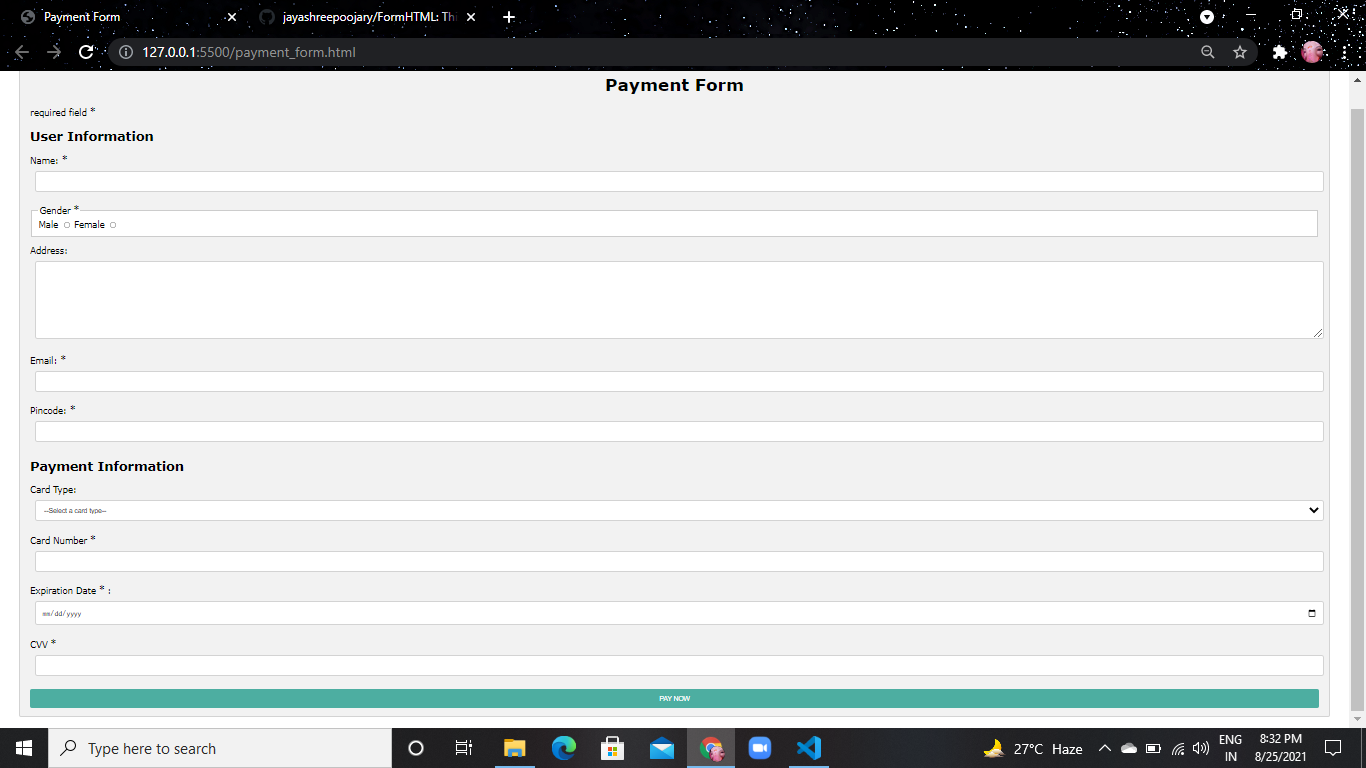 Payment Form
jayashreepoojary/FormHTML: Thi
127.0.0.1:5500/payment_form.html
Payment Form
required field *
User Information
Name: *
Gender *
Male Female
Address:
Email: *
Pincode: *
Payment Information
Card Type:
--Select a card type--
Card Number *
Expiration Date * :
mm/dd/yyyy
CVV *
PAY NOW
Type here to search
27°C Haze
ENG
IN
8:32 PM
8/25/2021